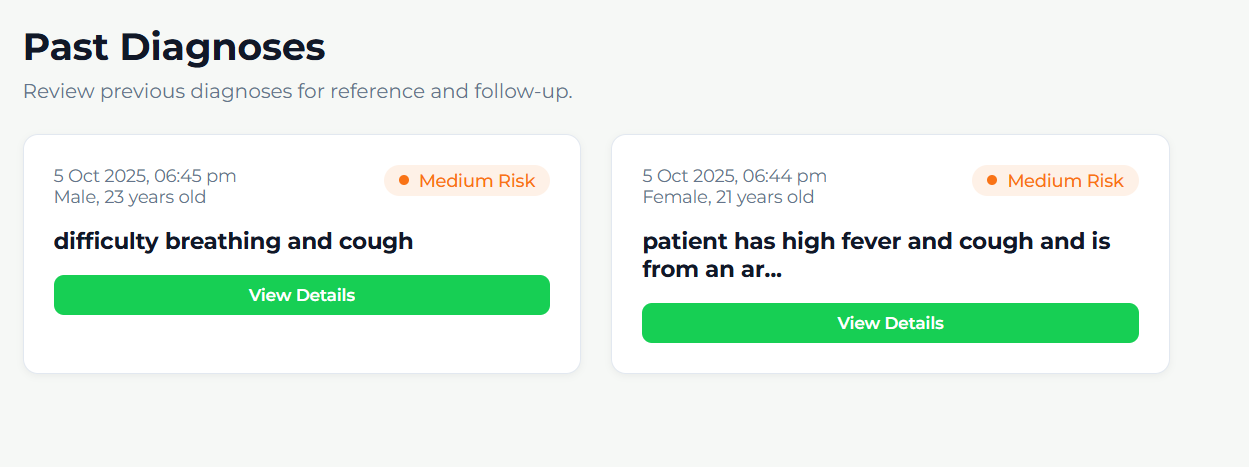 Past Diagnoses
Review previous diagnoses for reference and follow-up.
5 Oct 2025, 06:45 pm
Male, 23 years old
Medium Risk
difficulty breathing and cough
View Details
5 Oct 2025, 06:44 pm
Female, 21 years old
Medium Risk
patient has high fever and cough and is
from an ar...
View Details